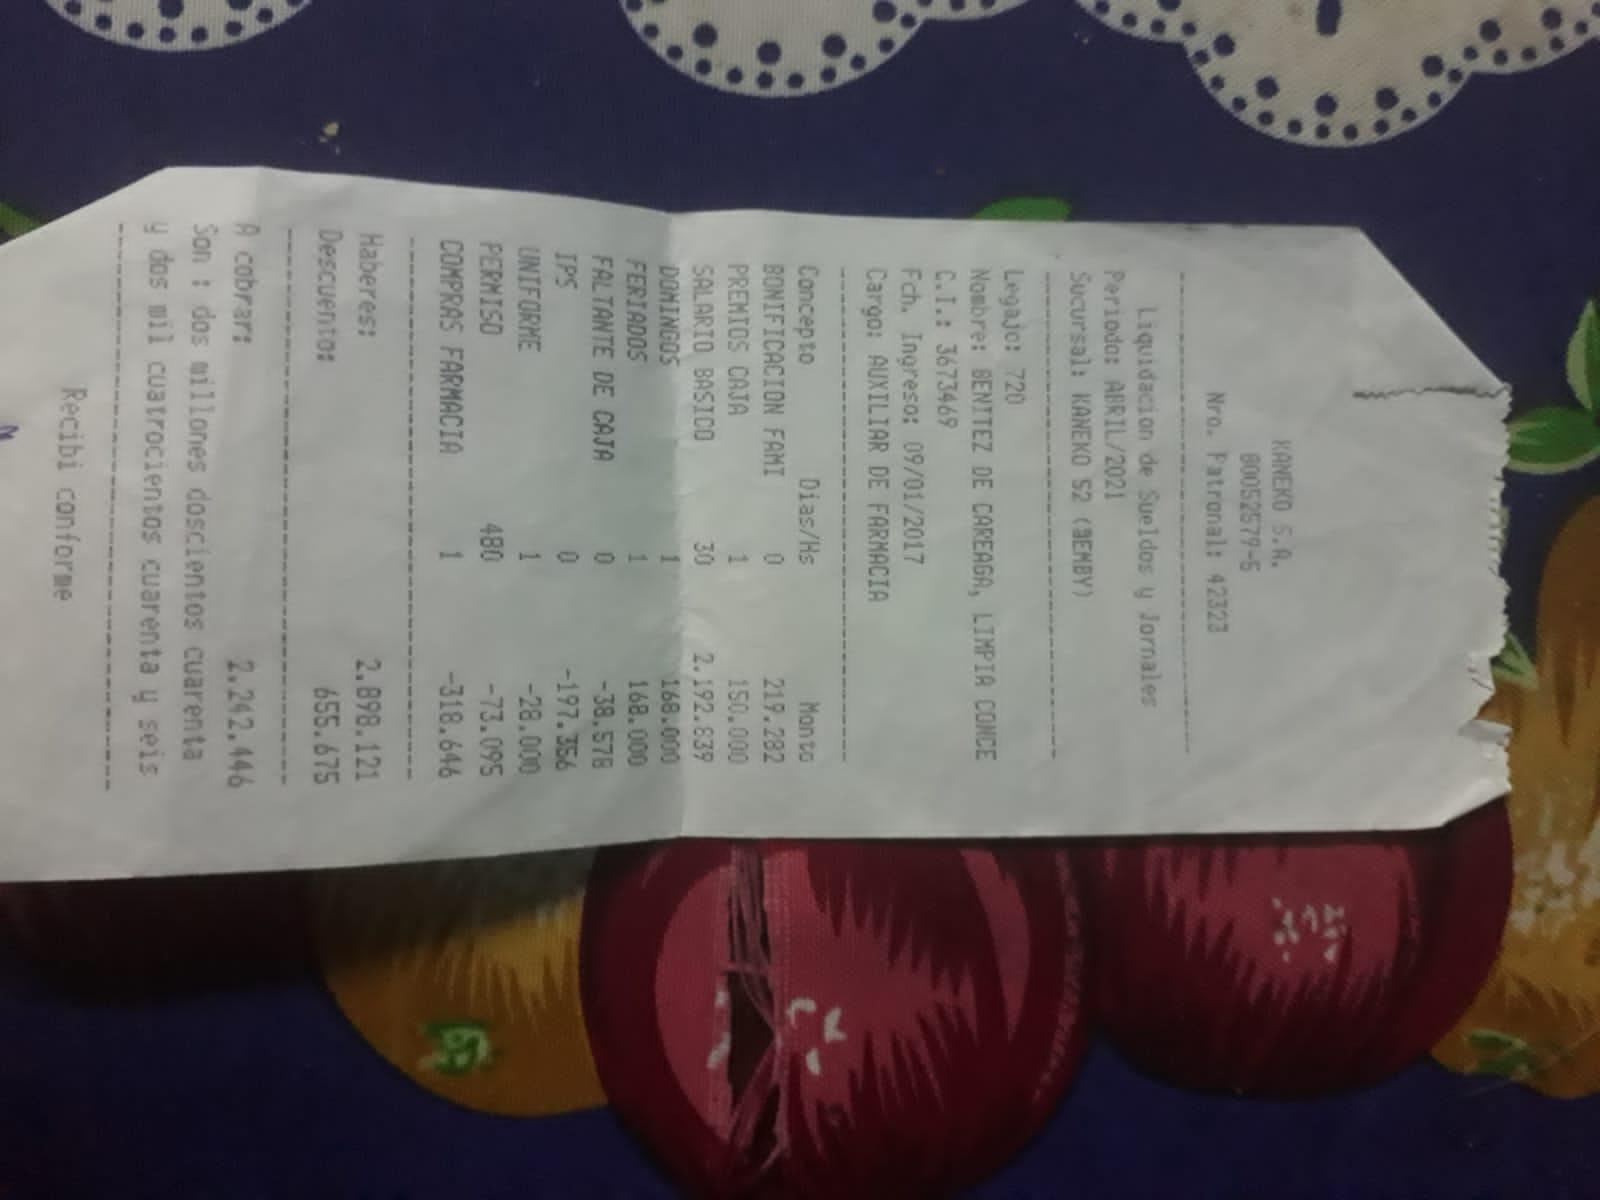 KANEKO S.A.
80052579-5
Nro. Patronal: 42323
Liquidacion de Sueldos y Jornales
Periodo: ABRIL/2021
Sucursal: KANEKO S2 (ÑEMBY)
Legajo: 720
Nombre: BENITEZ DE CAREAGA, LIMPIA CONCE
C.I.: 3673469
Fch. Ingreso: 09/01/2017
Cargo: AUXILIAR DE FARMACIA
Concepto Dias/Hs Monto
BONIFICACION FAMI 0 219.282
PREMIOS CAJA 1 150.000
SALARIO BASICO 30 2.192.839
DOMINGOS 1 168.000
FERIADOS 1 168.000
FALTANTE DE CAJA 0 -38.578
IPS 0 -197.356
UNIFORME 1 -28.000
PERMISO 480 -73.095
COMPRAS FARMACIA 1 -318.646
Haberes: 2.898.121
Descuento: 655.675
A cobrar: 2.242.446
Son : dos millones doscientos cuarenta
y dos mil cuatrocientos cuarenta y seis
Recibi conforme